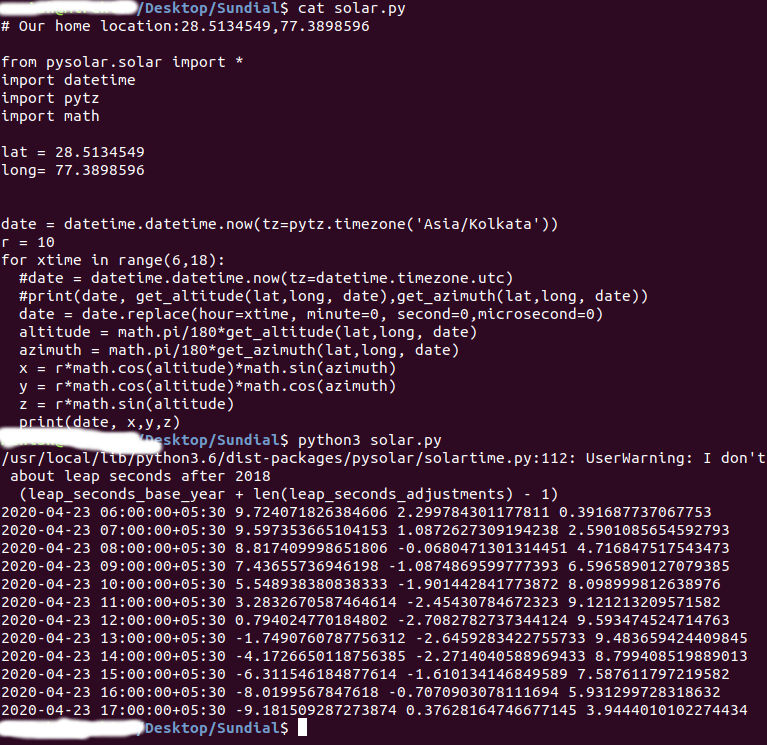 /Desktop/Sundial$ cat solar.py
# Our home location:28.5134549,77.3898596
from pysolar.solar import *
import datetime
import pytz
import math
lat = 28.5134549
long= 77.3898596
date = datetime.datetime.now(tz=pytz.timezone('Asia/Kolkata'))
r = 10
for xtime in range(6,18):
  #date = datetime.datetime.now(tz=datetime.timezone.utc)
  #print(date, get_altitude(lat,long, date),get_azimuth(lat,long, date))
  date = date.replace(hour=xtime, minute=0, second=0,microsecond=0)
  altitude = math.pi/180*get_altitude(lat,long, date)
  azimuth = math.pi/180*get_azimuth(lat,long, date)
  x = r*math.cos(altitude)*math.sin(azimuth)
  y = r*math.cos(altitude)*math.cos(azimuth)
  z = r*math.sin(altitude)
  print(date, x,y,z)
/Desktop/Sundial$ python3 solar.py
/usr/local/lib/python3.6/dist-packages/pysolar/solartime.py:112: UserWarning: I don't
 about leap seconds after 2018
  (leap_seconds_base_year + len(leap_seconds_adjustments) - 1)
2020-04-23 06:00:00+05:30 9.724071826384606 2.299784301177811 0.391687737067753
2020-04-23 07:00:00+05:30 9.597353665104153 1.0872627309194238 2.5901085654592793
2020-04-23 08:00:00+05:30 8.817409998651806 -0.0680471301314451 4.716847517543473
2020-04-23 09:00:00+05:30 7.43655736946198 -1.0874869599777393 6.5965890127079385
2020-04-23 10:00:00+05:30 5.548938380838333 -1.901442841773872 8.098999812638976
2020-04-23 11:00:00+05:30 3.2832670587464614 -2.45430784672323 9.121213209571582
2020-04-23 12:00:00+05:30 0.794024770184802 -2.7082782737344124 9.593474524714763
2020-04-23 13:00:00+05:30 -1.7490760787756312 -2.6459283422755733 9.483659424409845
2020-04-23 14:00:00+05:30 -4.1726650118756385 -2.2714040588969433 8.799408519889013
2020-04-23 15:00:00+05:30 -6.311546184877614 -1.610134146849589 7.587611797219582
2020-04-23 16:00:00+05:30 -8.0199567847618 -0.7070903078111694 5.931299728318632
2020-04-23 17:00:00+05:30 -9.181509287273874 0.37628164746677145 3.9444010102274434
/Desktop/Sundial$